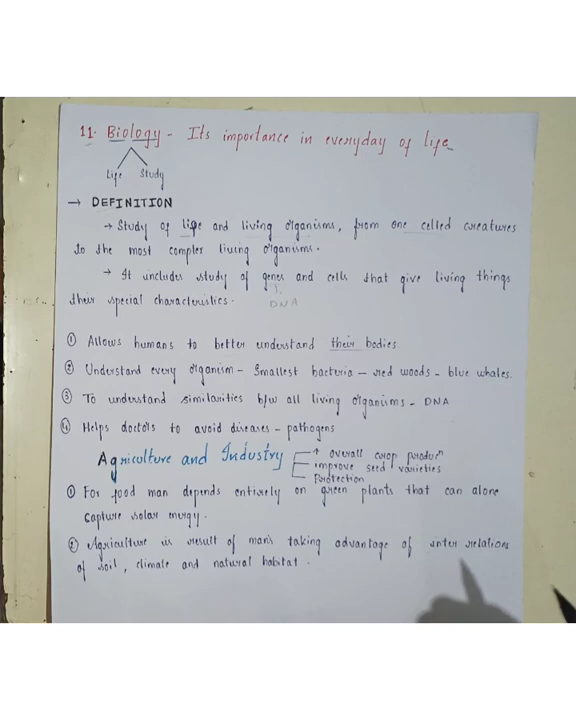 11. Biology - Its importance in everyday of life
Life Study
→ DEFINITION
→ Study of life and living organisms, from one celled creatures
to the most complex living organisms.
→ It includes study of genes and cells that give living things
their special characteristics. DNA
① Allows humans to better understand their bodies
② Understand every organism - Smallest bacteria - red woods - blue whales.
③ To understand similarities b/w all living organisms - DNA
④ Helps doctors to avoid diseases - pathogens
Agriculture and Industry
↑ overall crop producⁿ
improve seed varieties
Protection
① For food man depends entirely on green plants that can alone
capture solar energy.
② Agriculture is result of man's taking advantage of inter relation
of soil, climate and natural habitat.